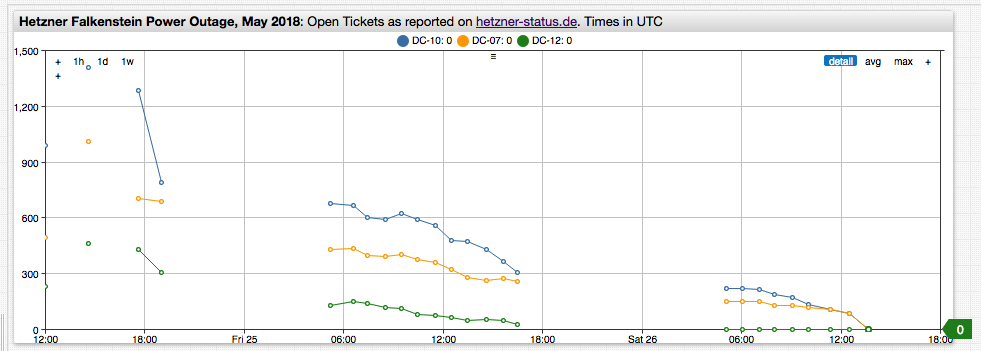 Hetzner Falkenstein Power Outage, May 2018: Open Tickets as reported on hetzner-status.de. Times in UTC
DC-10: 0 DC-07: 0 DC-12: 0
1,500
+ 1h 1d 1w
+
detail avg max +
1,200
900
600
300
0
0
12:00 18:00 Fri 25 06:00 12:00 18:00 Sat 26 06:00 12:00 18:00